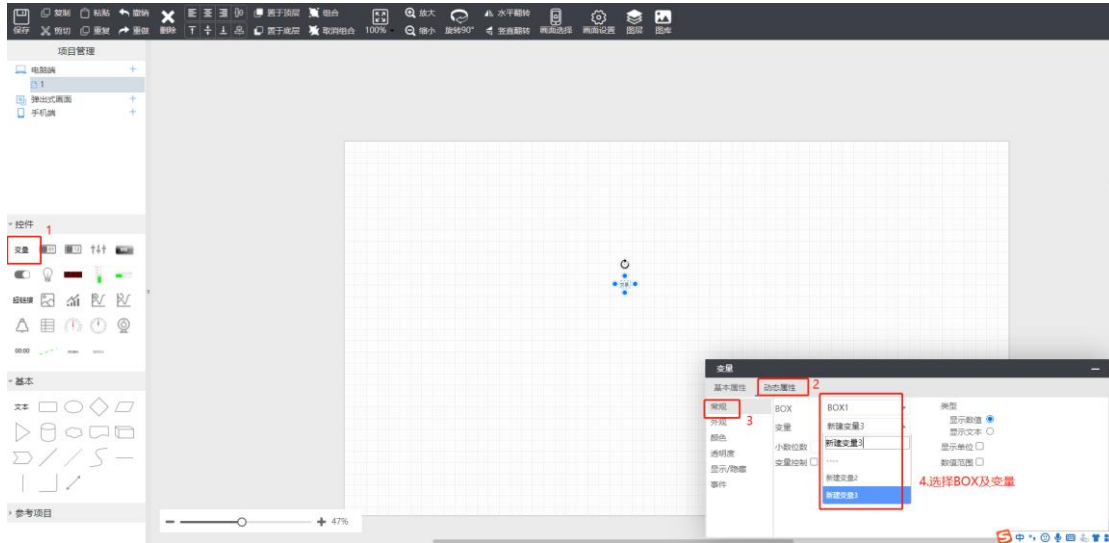 保存 复制 粘贴 撤销 删除 置于顶层 组合 100% 放大 旋转90° 水平翻转 画面选择 画面设置 图层 图库
剪切 重复 重做 置于底层 取消组合 缩小 竖直翻转
项目管理
电脑端 +
1
弹出式画面 +
手机端 +
控件
1
变量
超链接
00:00
基本
文本
参考项目
47%
变量
变量
基本属性 动态属性 2
常规 3
外观
颜色
透明度
显示/隐藏
事件
BOX BOX1
变量 新建变量3
小数位数 新建变量3
变量控制 ----
新建变量2
新建变量3
类型
显示数值
显示文本
显示单位
数值范围
4.选择BOX及变量
中